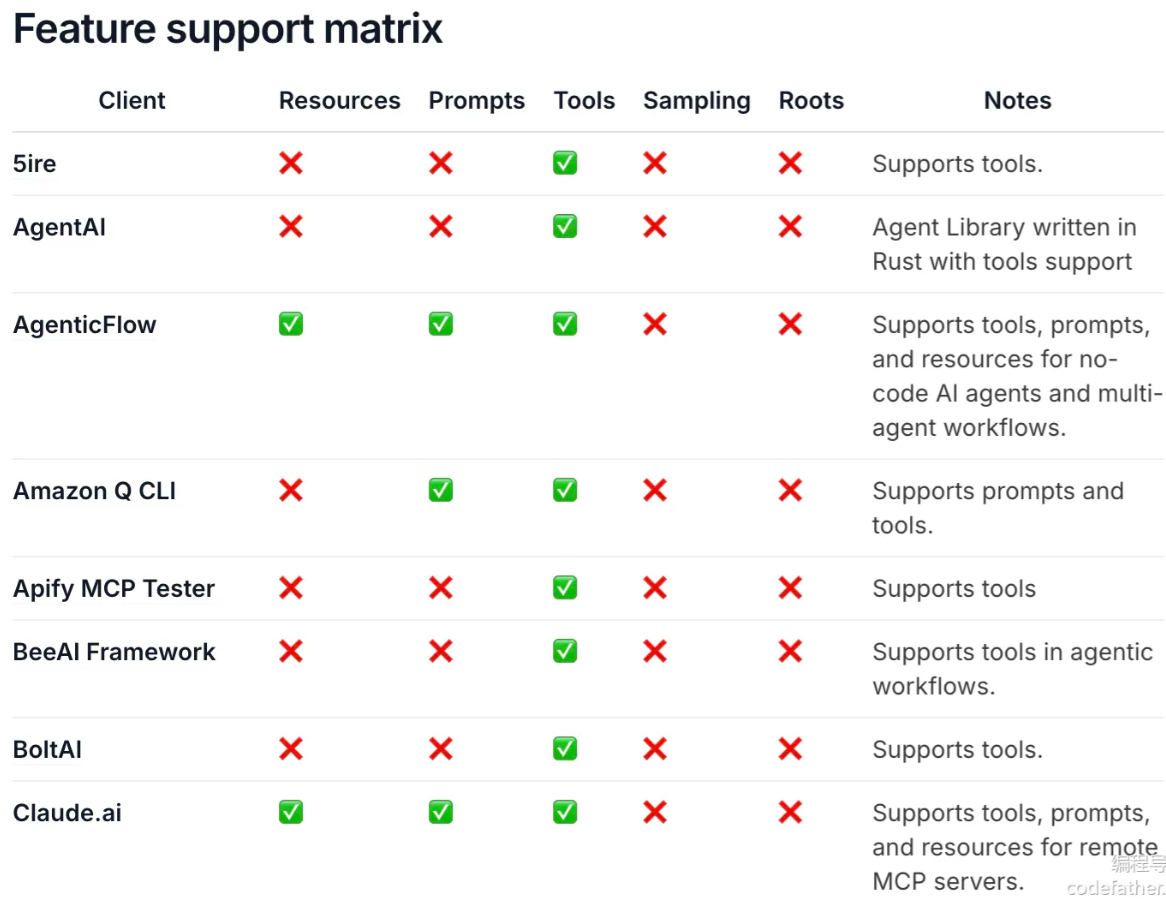 Feature support matrix
Client Resources Prompts Tools Sampling Roots Notes
5ire ❌ ❌ ✅ ❌ ❌ Supports tools.
AgentAI ❌ ❌ ✅ ❌ ❌ Agent Library written in
Rust with tools support
AgenticFlow ✅ ✅ ✅ ❌ ❌ Supports tools, prompts,
and resources for no-
code AI agents and multi-
agent workflows.
Amazon Q CLI ❌ ✅ ✅ ❌ ❌ Supports prompts and
tools.
Apify MCP Tester ❌ ❌ ✅ ❌ ❌ Supports tools
BeeAI Framework ❌ ❌ ✅ ❌ ❌ Supports tools in agentic
workflows.
BoltAI ❌ ❌ ✅ ❌ ❌ Supports tools.
Claude.ai ✅ ✅ ✅ ❌ ❌ Supports tools, prompts,
and resources for remote
MCP servers.
编程导
codefather.